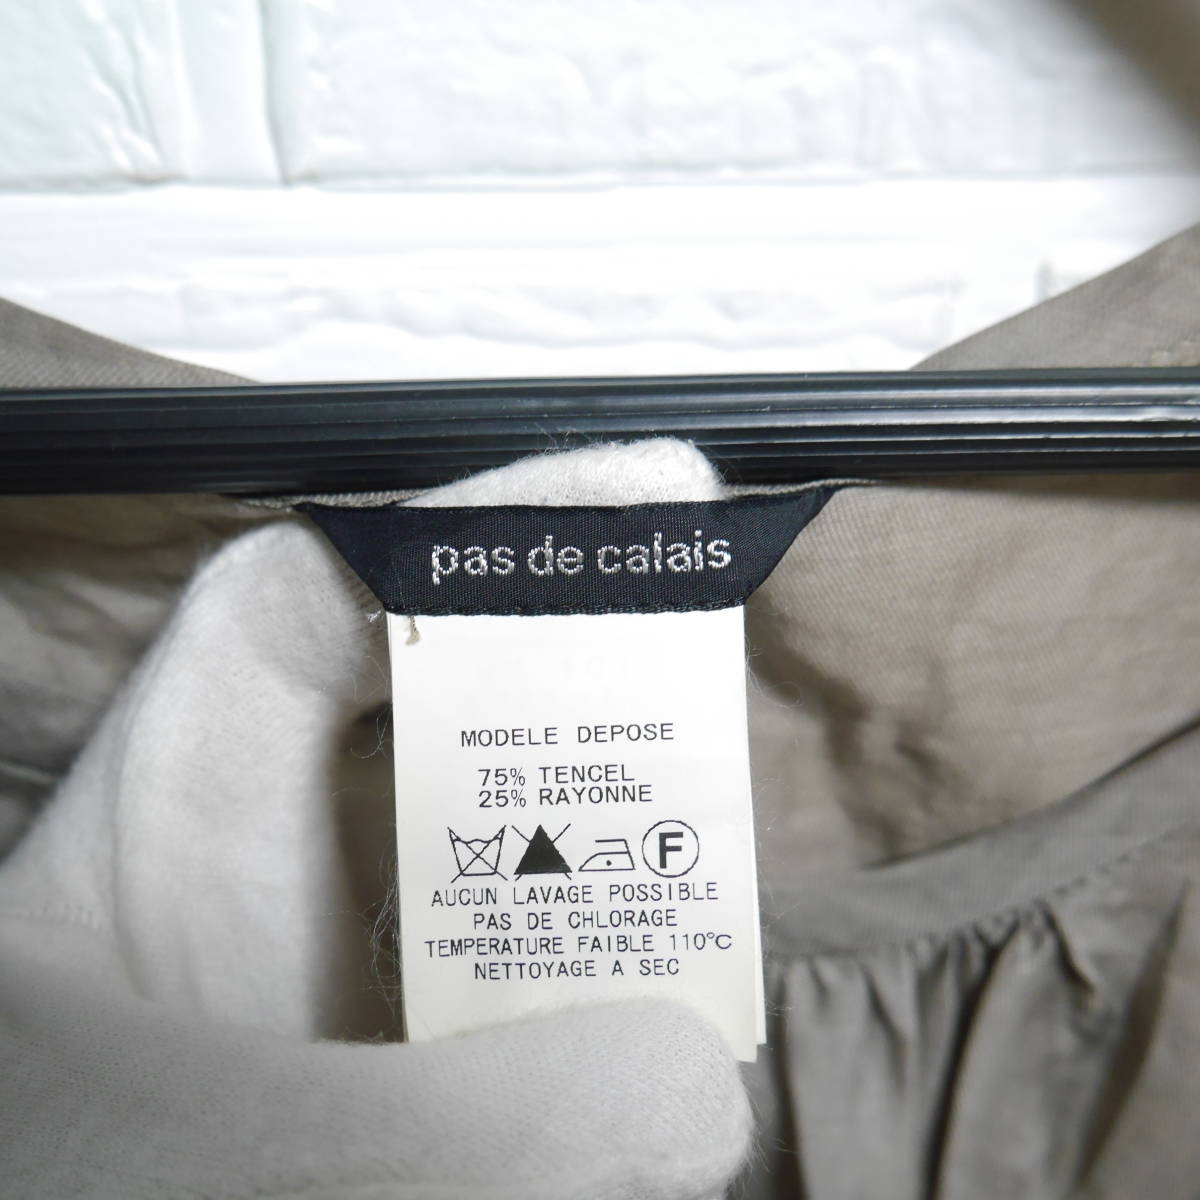 pas de calais
MODELE DEPOSE
75% TENCEL
25% RAYONNE
F
AUCUN LAVAGE POSSIBLE
PAS DE CHLORAGE
TEMPERATURE FAIBLE 110°C
NETTOYAGE A SEC